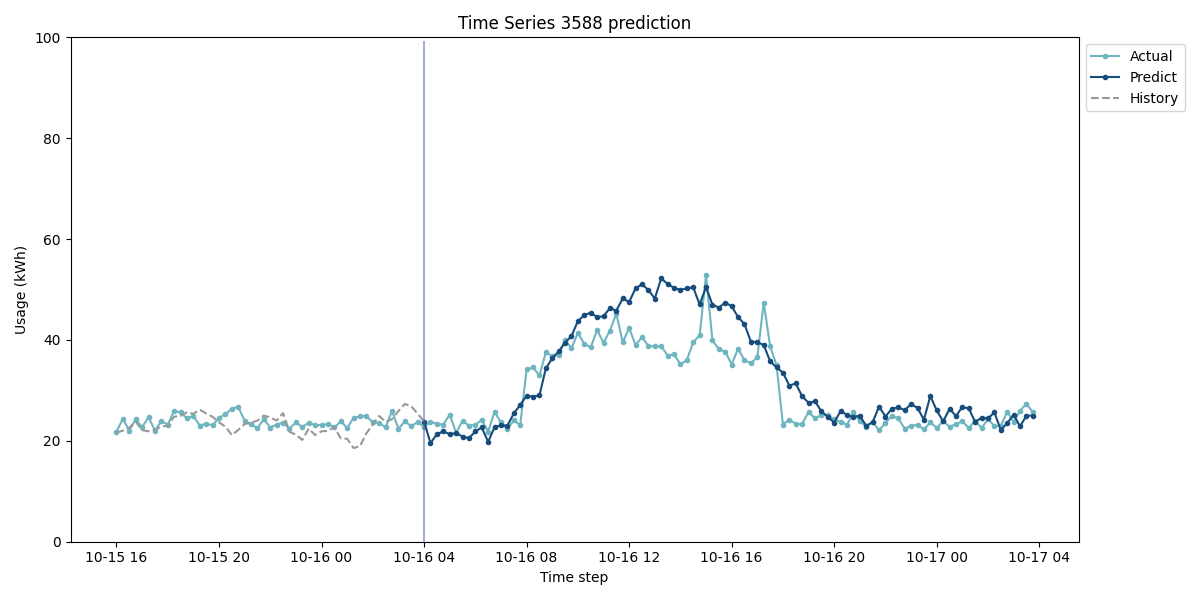 Time Series 3588 prediction
Usage (kWh)
100
80
60
40
20
0
10-15 16
10-15 20
10-16 00
10-16 04
10-16 08
10-16 12
10-16 16
10-16 20
10-17 00
10-17 04
Time step
Actual
Predict
History